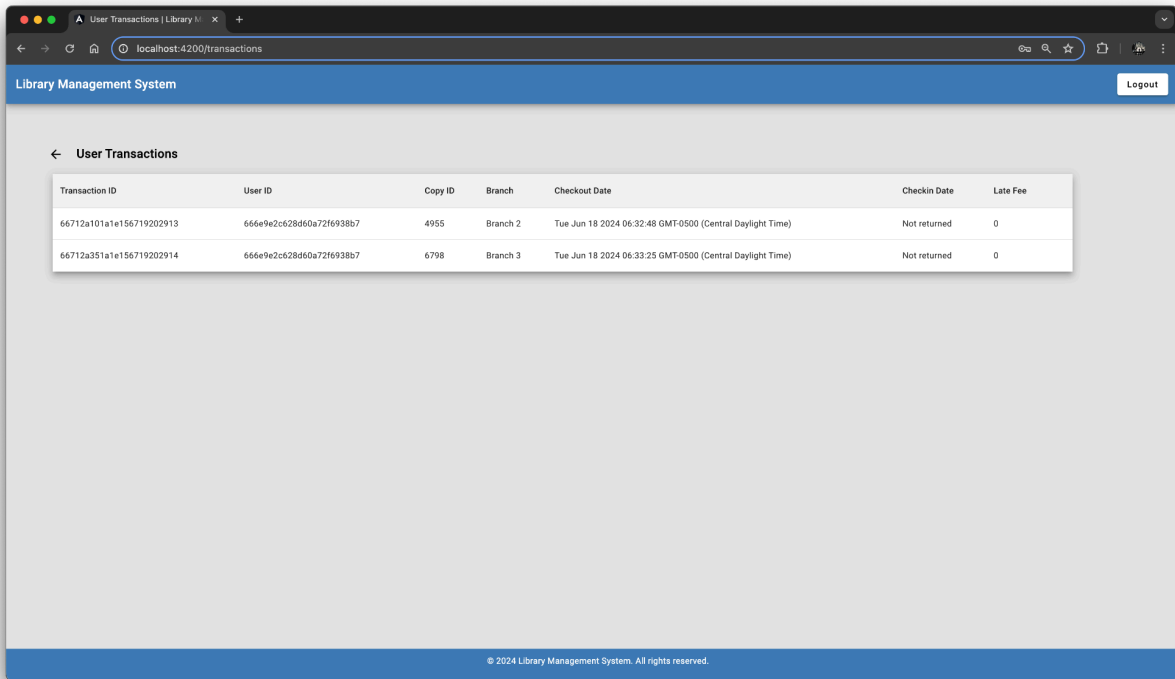 User Transactions | Library M
localhost:4200/transactions
Library Management System
Logout
User Transactions
Transaction ID User ID Copy ID Branch Checkout Date Checkin Date Late Fee
66712a101a1e156719202913 666e9e2c628d60a72f6938b7 4955 Branch 2 Tue Jun 18 2024 06:32:48 GMT-0500 (Central Daylight Time) Not returned 0
66712a351a1e156719202914 666e9e2c628d60a72f6938b7 6798 Branch 3 Tue Jun 18 2024 06:33:25 GMT-0500 (Central Daylight Time) Not returned 0
© 2024 Library Management System. All rights reserved.